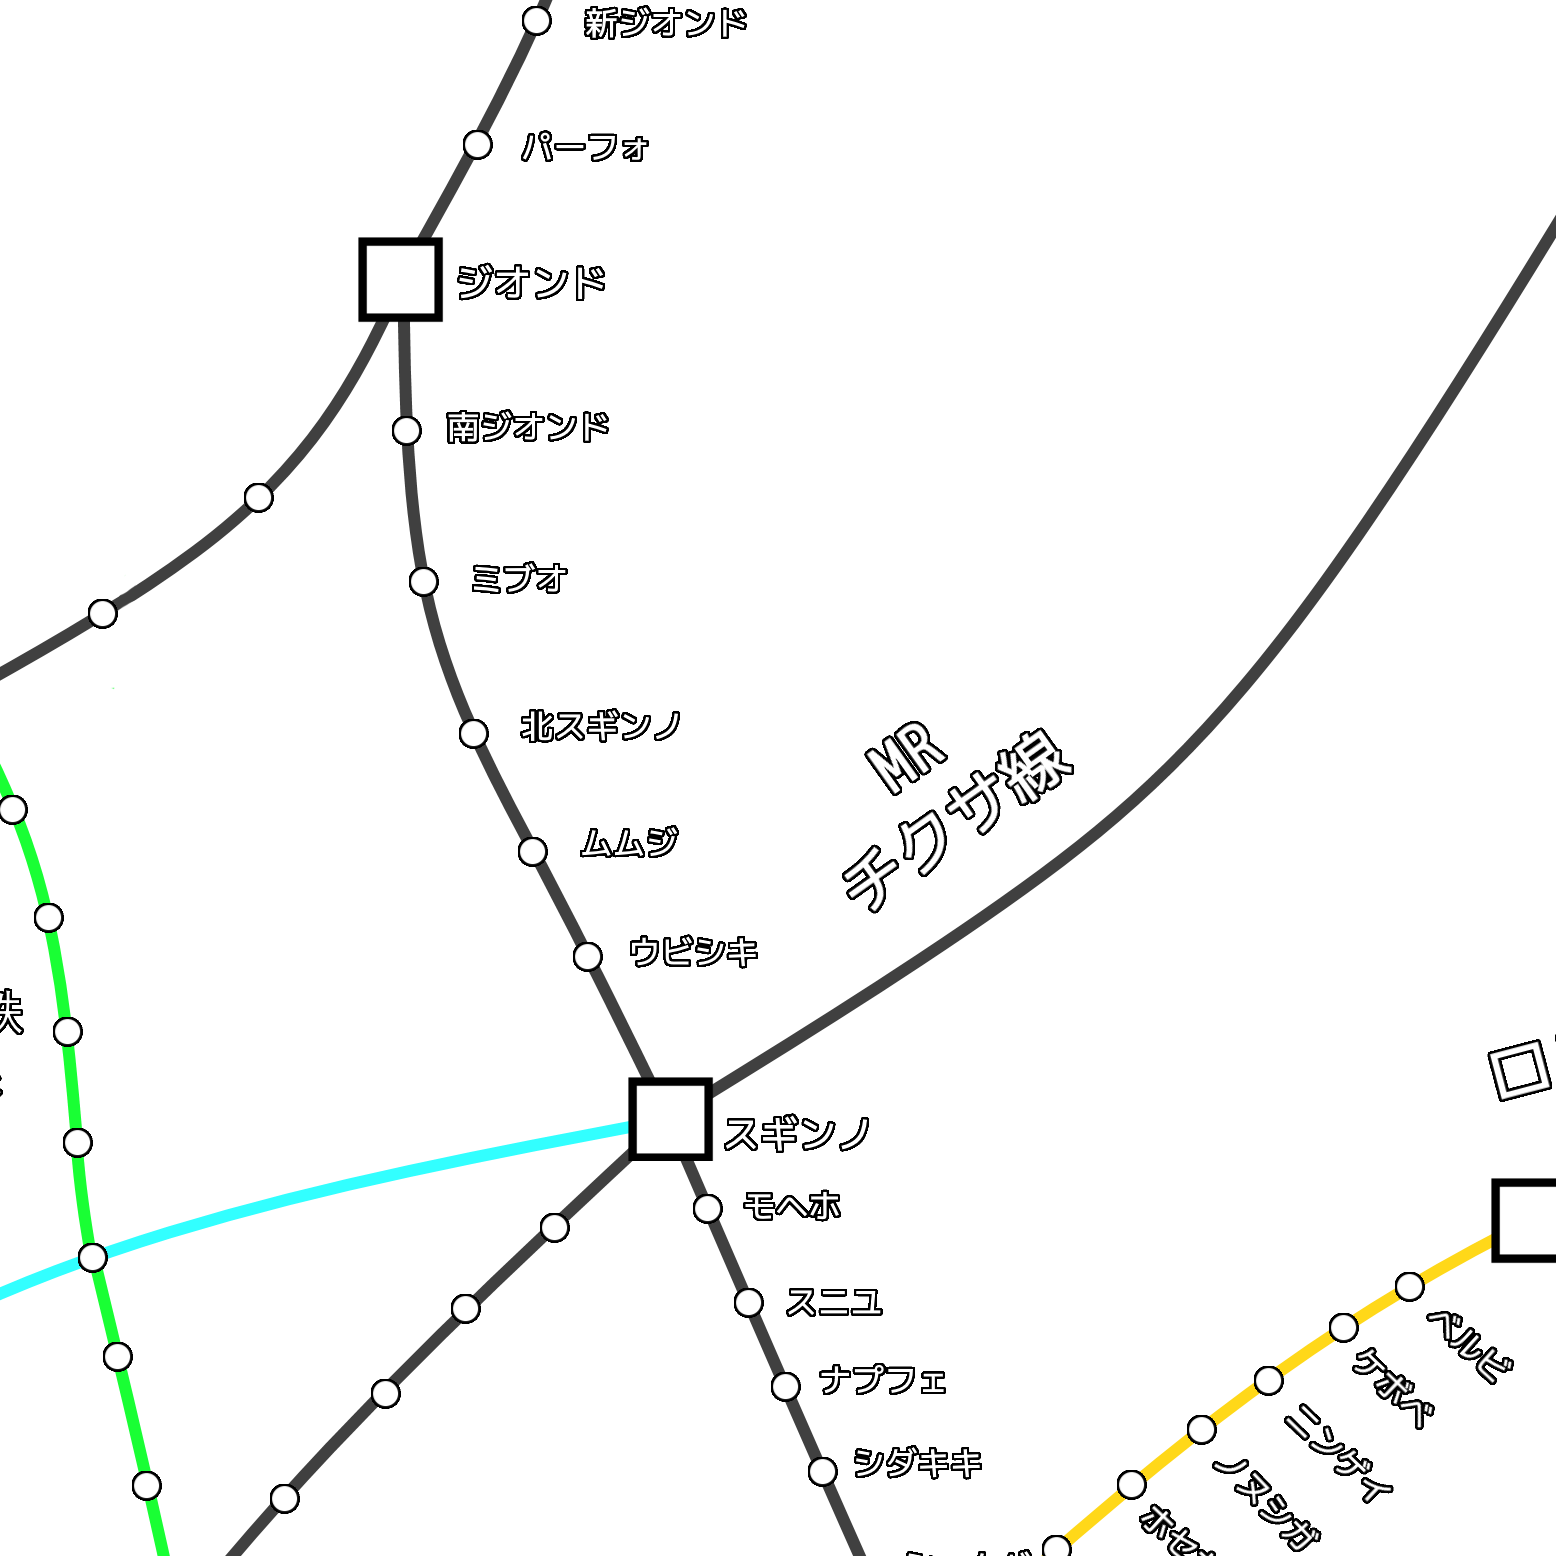 新ジオンド
パーフォ
ジオンド
南ジオンド
ミブオ
北スギンノ
ムムジ
MR
チクサ線
ウビシキ
スギンノ
モヘホ
スニユ
ナプフェ
シダキキ
ベルビ
ケボベ
ニンゲイ
ノヌシガ
ホセ